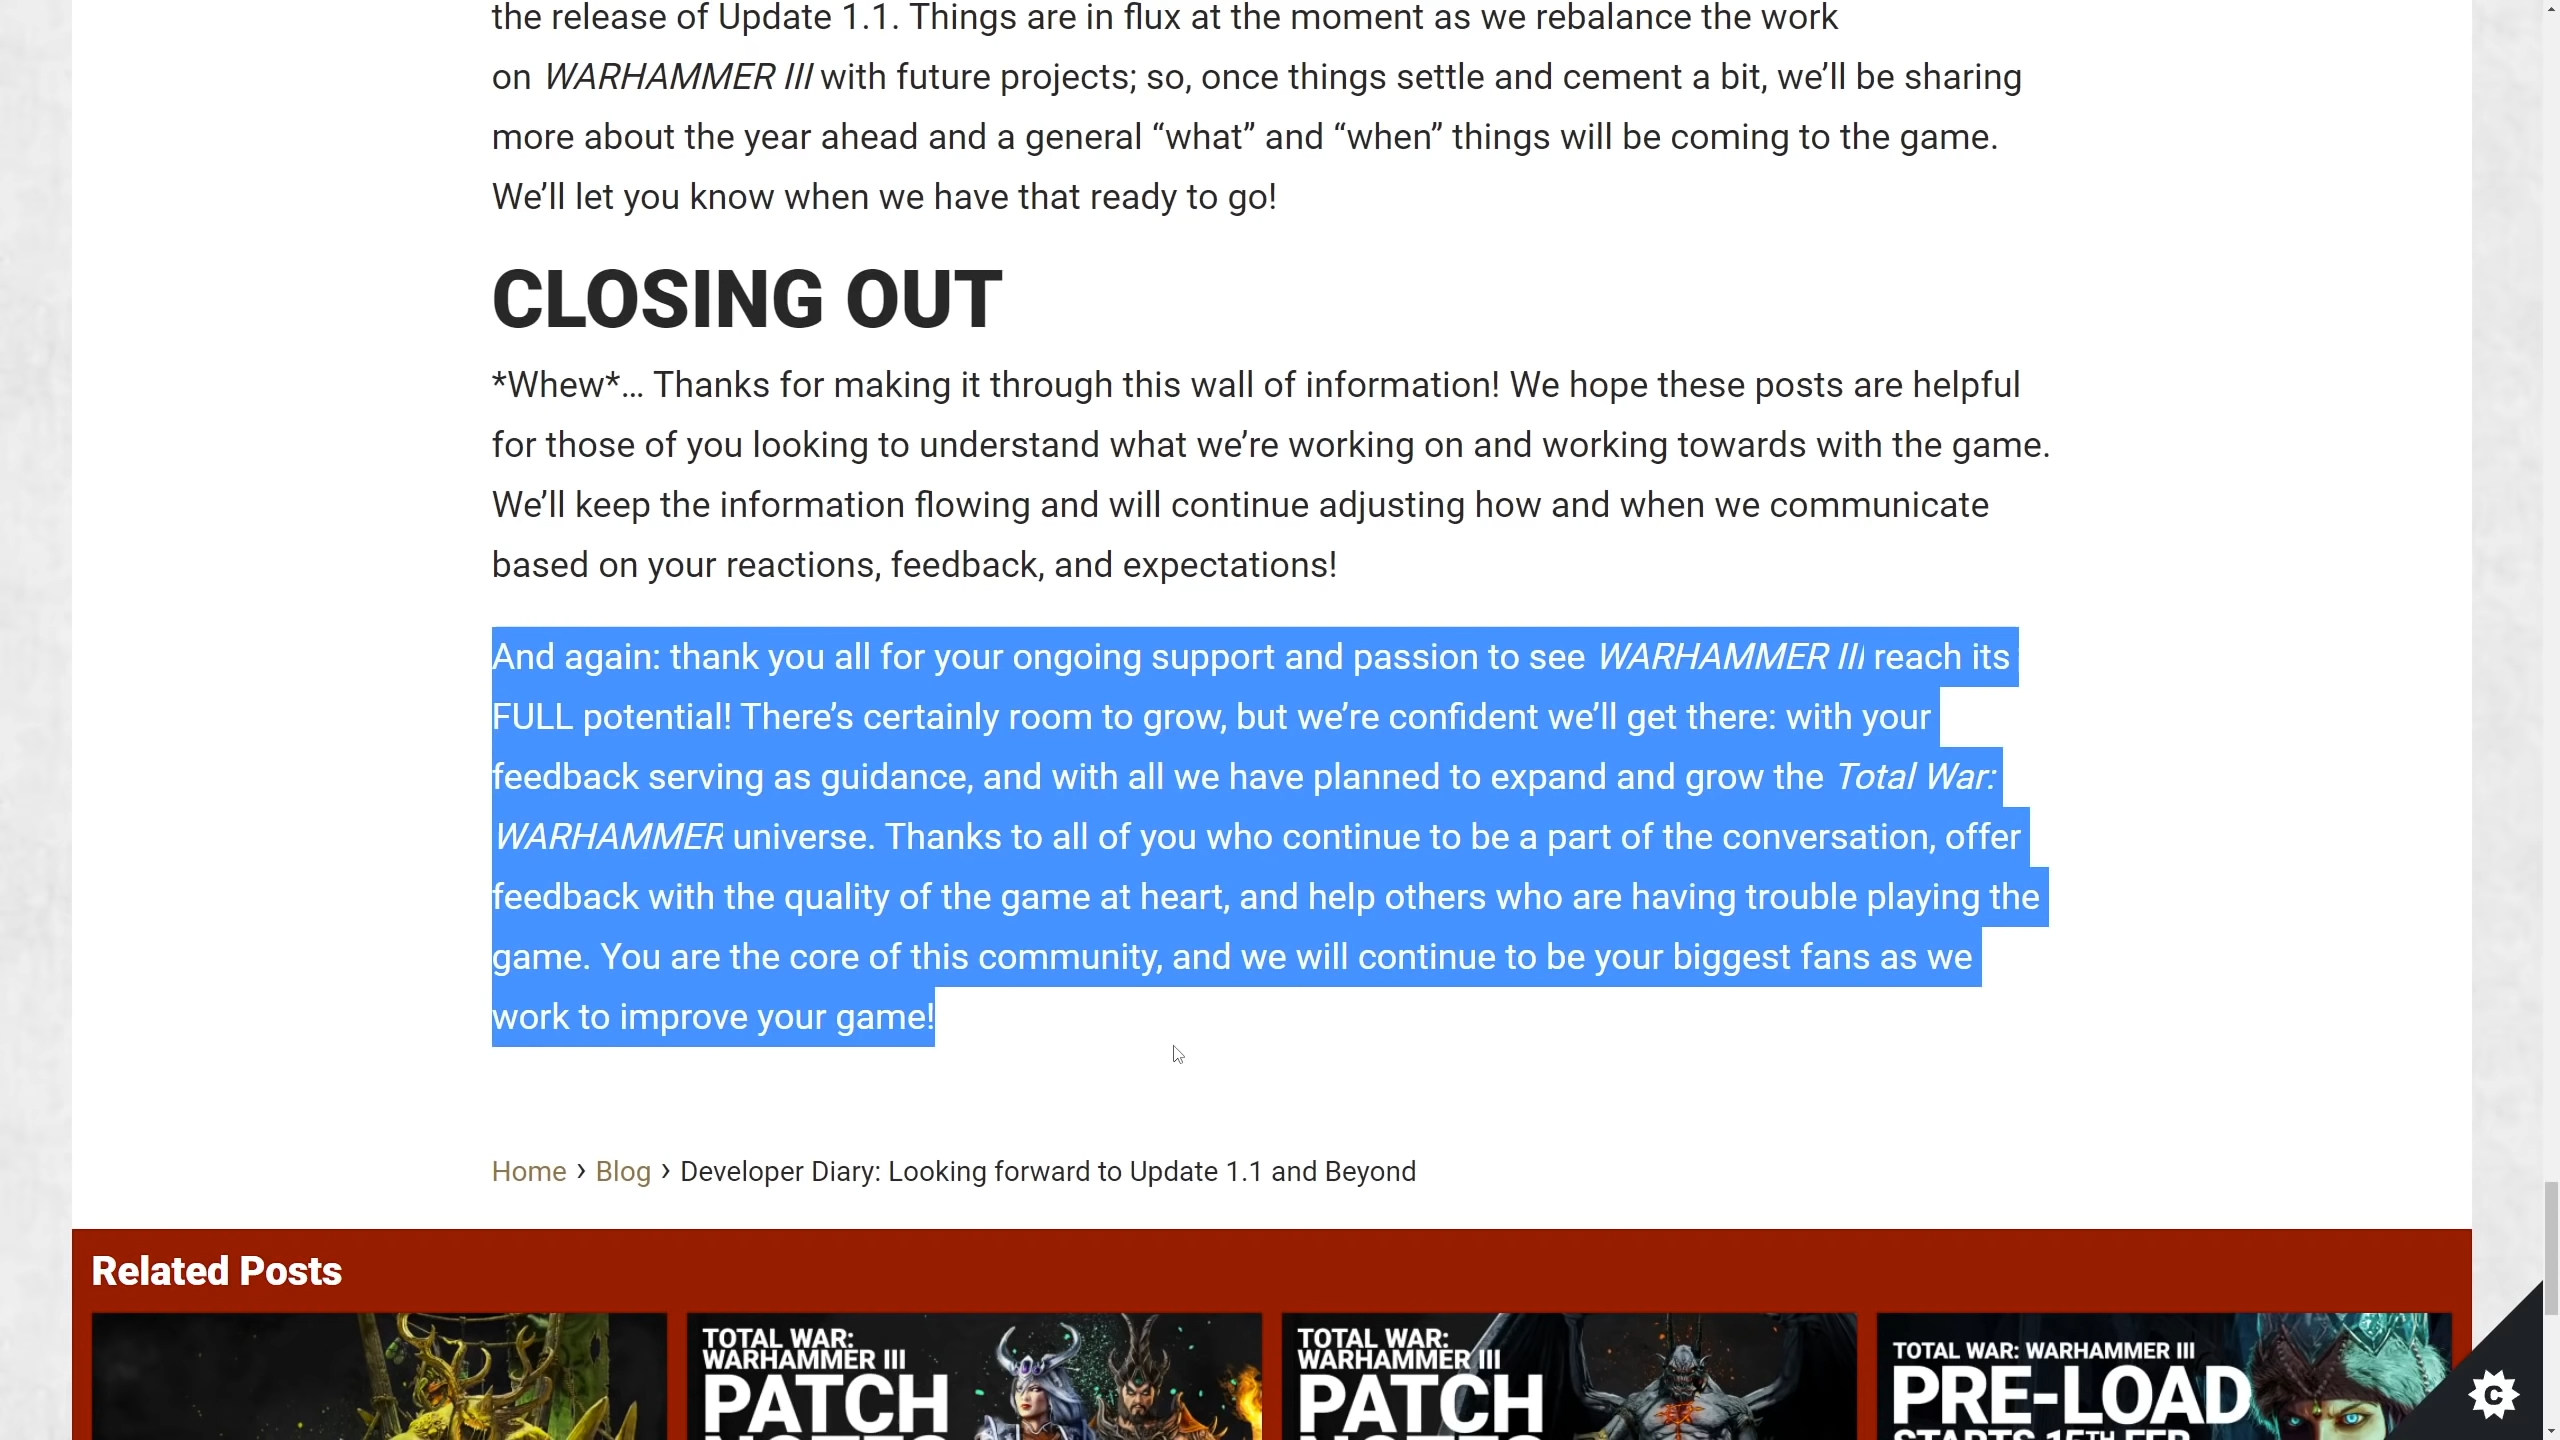 the release of Update 1.1. Things are in flux at the moment as we rebalance the work
on WARHAMMER III with future projects; so, once things settle and cement a bit, we’ll be sharing
more about the year ahead and a general “what” and “when” things will be coming to the game.
We’ll let you know when we have that ready to go!
CLOSING OUT
*Whew*… Thanks for making it through this wall of information! We hope these posts are helpful
for those of you looking to understand what we’re working on and working towards with the game.
We’ll keep the information flowing and will continue adjusting how and when we communicate
based on your reactions, feedback, and expectations!
And again: thank you all for your ongoing support and passion to see WARHAMMER III reach its
FULL potential! There’s certainly room to grow, but we’re confident we’ll get there: with your
feedback serving as guidance, and with all we have planned to expand and grow the Total War:
WARHAMMER universe. Thanks to all of you who continue to be a part of the conversation, offer
feedback with the quality of the game at heart, and help others who are having trouble playing the
game. You are the core of this community, and we will continue to be your biggest fans as we
work to improve your game!
Home › Blog › Developer Diary: Looking forward to Update 1.1 and Beyond
Related Posts
TOTAL WAR:
WARHAMMER III
PATCH
NOTES
TOTAL WAR:
WARHAMMER III
PATCH
NOTES
TOTAL WAR: WARHAMMER III
PRE-LOAD
STARTS 15TH FEB
C